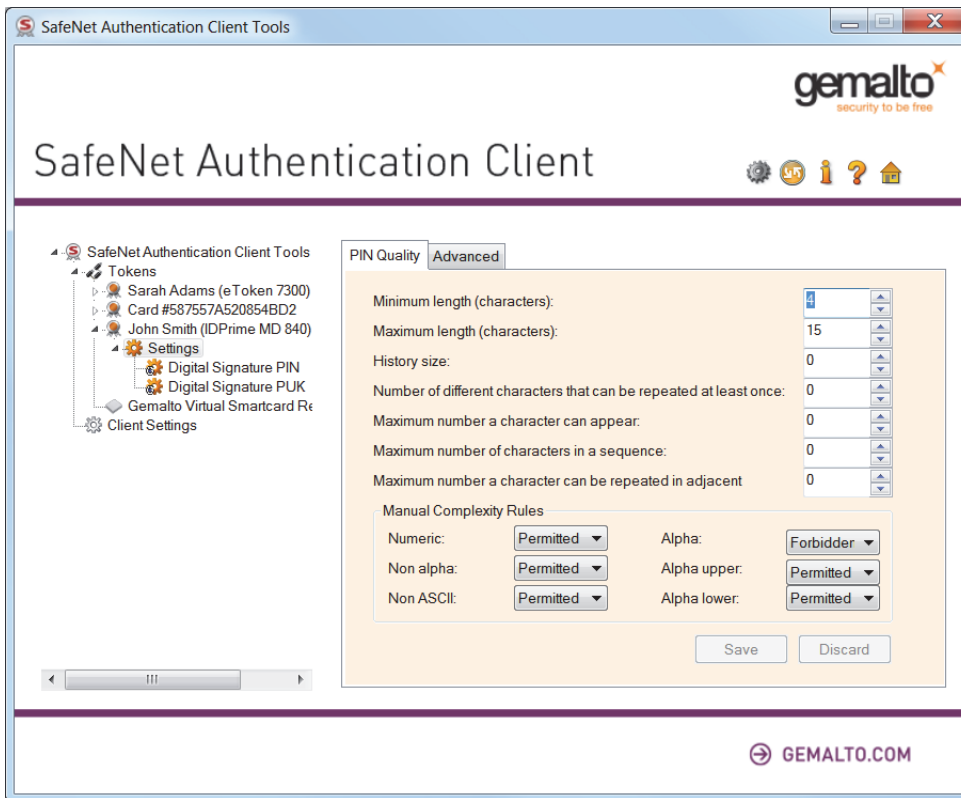 SafeNet Authentication Client Tools
gemalto
security to be free
SafeNet Authentication Client
SafeNet Authentication Client Tools
Tokens
Sarah Adams (eToken 7300)
Card #587557A520854BD2
John Smith (IDPrime MD 840)
Settings
Digital Signature PIN
Digital Signature PUK
Gemalto Virtual Smartcard Re
Client Settings
PIN Quality Advanced
Minimum length (characters): 4
Maximum length (characters): 15
History size: 0
Number of different characters that can be repeated at least once: 0
Maximum number a character can appear: 0
Maximum number of characters in a sequence: 0
Maximum number a character can be repeated in adjacent 0
Manual Complexity Rules
Numeric: Permitted Alpha: Forbidder
Non alpha: Permitted Alpha upper: Permitted
Non ASCII: Permitted Alpha lower: Permitted
Save Discard
GEMALTO.COM